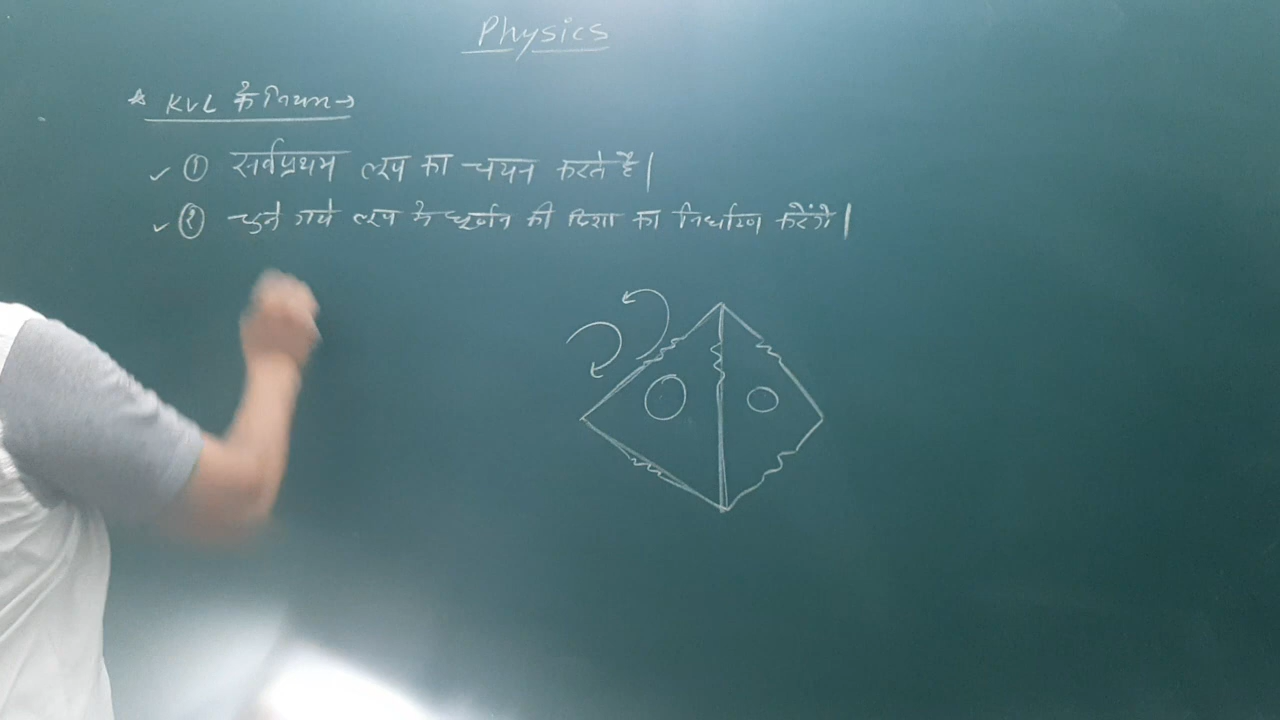 Physics
* KVL के नियम →
① सर्वप्रथम लूप का चयन करते है|
② चुने गये लूप के घूर्णन की दिशा का निर्धारण करेंगे|